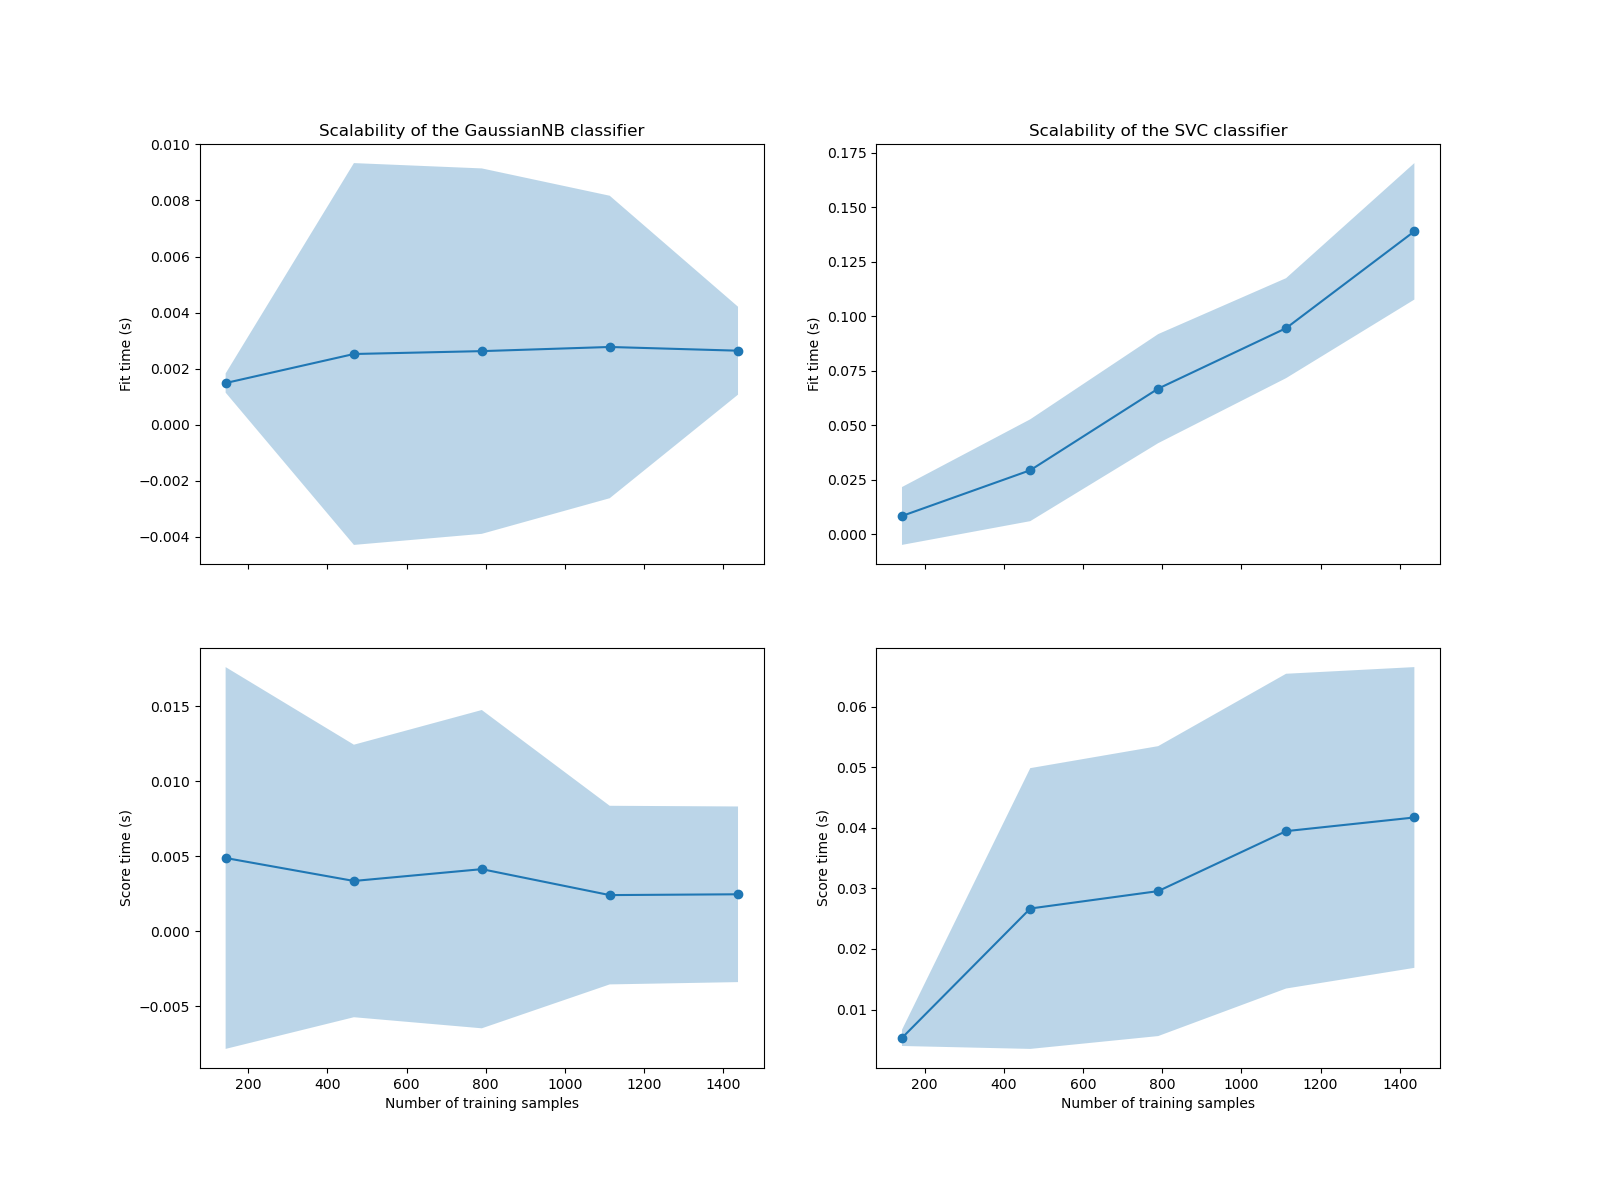 Scalability of the GaussianNB classifier
0.010
0.008
0.006
0.004
0.002
0.000
−0.002
−0.004
Fit time (s)
Scalability of the SVC classifier
0.175
0.150
0.125
0.100
0.075
0.050
0.025
0.000
Fit time (s)
0.015
0.010
0.005
0.000
−0.005
Score time (s)
200 400 600 800 1000 1200 1400
Number of training samples
0.06
0.05
0.04
0.03
0.02
0.01
Score time (s)
200 400 600 800 1000 1200 1400
Number of training samples